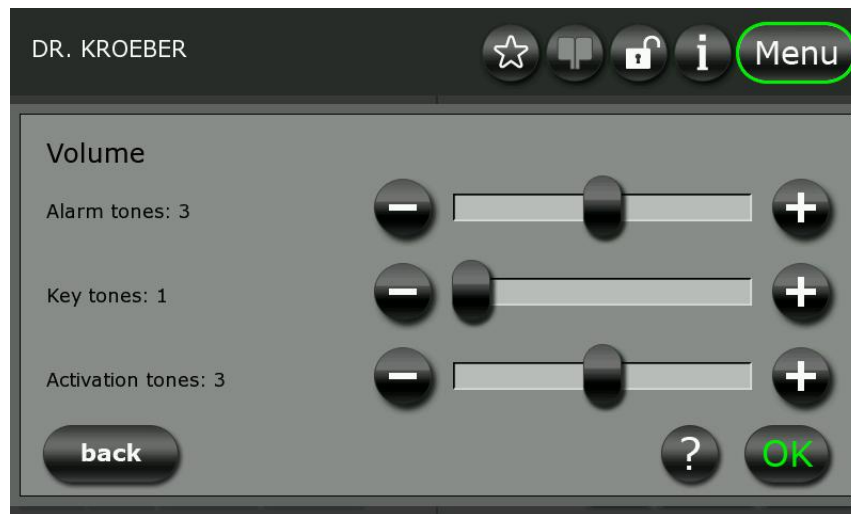 DR. KROEBER
i
Menu
Volume
Alarm tones: 3
Key tones: 1
Activation tones: 3
back
?
OK